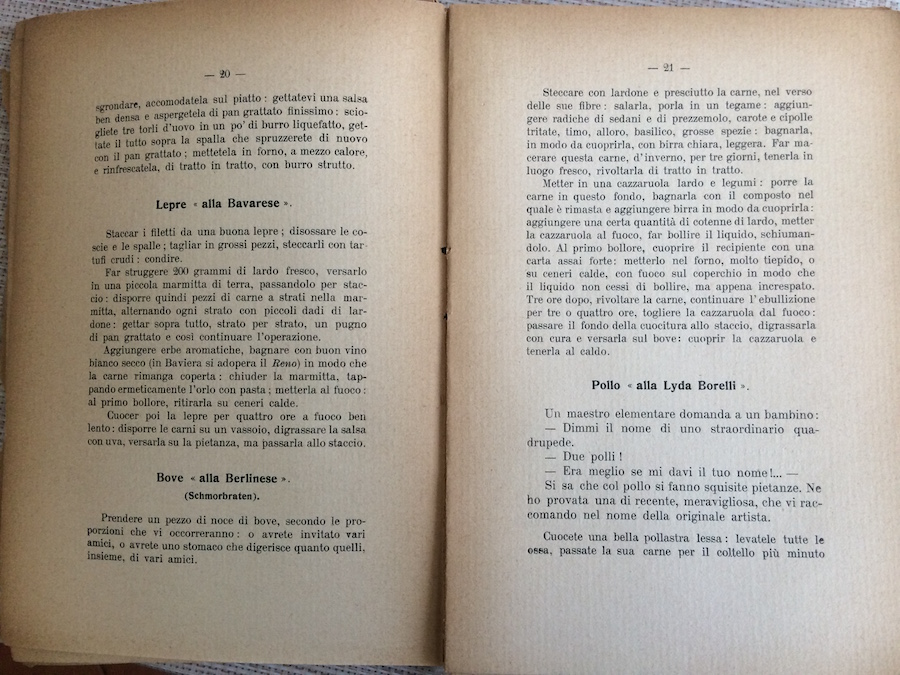 — 20 —
sgrondare, accomodatela sul piatto : gettatevi una salsa
ben densa e aspergetela di pan grattato finissimo : scio-
gliete tre torli d'uovo in un po' di burro liquefatto, get-
tate il tutto sopra la spalla che spruzzerete di nuovo
con il pan grattato ; mettetela in forno, a mezzo calore,
e rinfrescatela, di tratto in tratto, con burro strutto.
Lepre « alla Bavarese ».
Staccar i filetti da una buona lepre ; disossare le co-
scie e le spalle ; tagliar in grossi pezzi, steccarli con tar-
tufi crudi : condire.
Far struggere 200 grammi di lardo fresco, versarlo
in una piccola marmitta di terra, passandolo per stac-
cio : disporre quindi pezzi di carne a strati nella mar-
mitta, alternando ogni strato con piccoli dadi di lar-
done : gettar sopra tutto, strato per strato, un pugno
di pan grattato e così continuare l'operazione.
Aggiungere erbe aromatiche, bagnare con buon vino
bianco secco (in Baviera si adopera il Reno) in modo che
la carne rimanga coperta : chiuder la marmitta, tap-
pando ermeticamente l'orlo con pasta ; metterla al fuoco :
al primo bollore, ritirarla su ceneri calde.
Cuocer poi la lepre per quattro ore a fuoco ben
lento : disporre le carni su un vassoio, digrassare la salsa
con uva, versarla su la pietanza, ma passarla allo staccio.
Bove « alla Berlinese ».
(Schmorbraten).
Prendere un pezzo di noce di bove, secondo le pro-
porzioni che vi occorreranno : o avrete invitato vari
amici, o avrete uno stomaco che digerisce quanto quelli,
insieme, di vari amici.
— 21 —
Steccare con lardone e presciutto la carne, nel verso
delle sue fibre : salarla, porla in un tegame : aggiun-
gere radiche di sedani e di prezzemolo, carote e cipolle
tritate, timo, alloro, basilico, grosse spezie : bagnarla,
in modo da cuoprirla, con birra chiara, leggera. Far ma-
cerare questa carne, d'inverno, per tre giorni, tenerla in
luogo fresco, rivoltarla di tratto in tratto.
Metter in una cazzaruola lardo e legumi : porre la
carne in questo fondo, bagnarla con il composto nel
quale è rimasta e aggiungere birra in modo da cuoprirla :
aggiungere una certa quantità di cotenne di lardo, metter
la cazzaruola al fuoco, far bollire il liquido, schiuman-
dolo. Al primo bollore, cuoprire il recipiente con una
carta assai forte : metterlo nel forno, molto tiepido, o
su ceneri calde, con fuoco sul coperchio in modo che
il liquido non cessi di bollire, ma appena increspato.
Tre ore dopo, rivoltare la carne, continuare l'ebullizione
per tre o quattro ore, togliere la cazzaruola dal fuoco :
passare il fondo della cuocitura allo staccio, digrassarla
con cura e versarla sul bove : cuoprir la cazzaruola e
tenerla al caldo.
Pollo « alla Lyda Borelli ».
Un maestro elementare domanda a un bambino :
— Dimmi il nome di uno straordinario qua-
drupede.
— Due polli !
— Era meglio se mi davi il tuo nome!... —
Si sa che col pollo si fanno squisite pietanze. Ne
ho provata una di recente, meravigliosa, che vi rac-
comando nel nome della originale artista.
Cuocete una bella pollastra lessa : levatele tutte le
ossa, passate la sua carne per il coltello più minuto